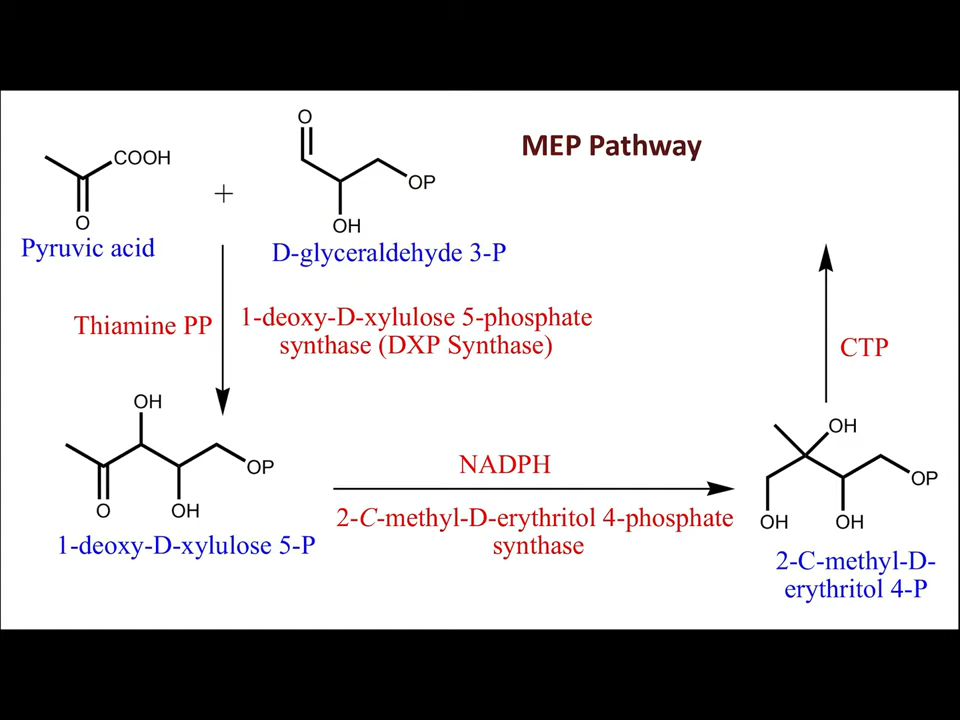 MEP Pathway
COOH
O
Pyruvic acid
+
O
OP
OH
D-glyceraldehyde 3-P
Thiamine PP
1-deoxy-D-xylulose 5-phosphate
synthase (DXP Synthase)
CTP
OH
OP
O
OH
1-deoxy-D-xylulose 5-P
NADPH
2-C-methyl-D-erythritol 4-phosphate
synthase
OH
OP
OH
OH
2-C-methyl-D-
erythritol 4-P